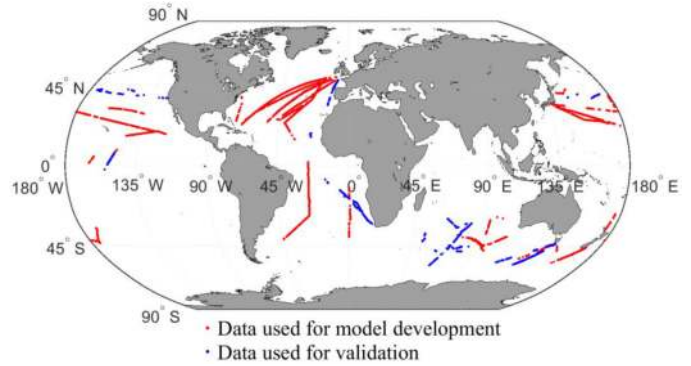 90° N
45° N
0°
180° W 135° W 90° W 45° W 0° 45° E 90° E 135° E 180° E
45° S
90° S
Data used for model development
Data used for validation